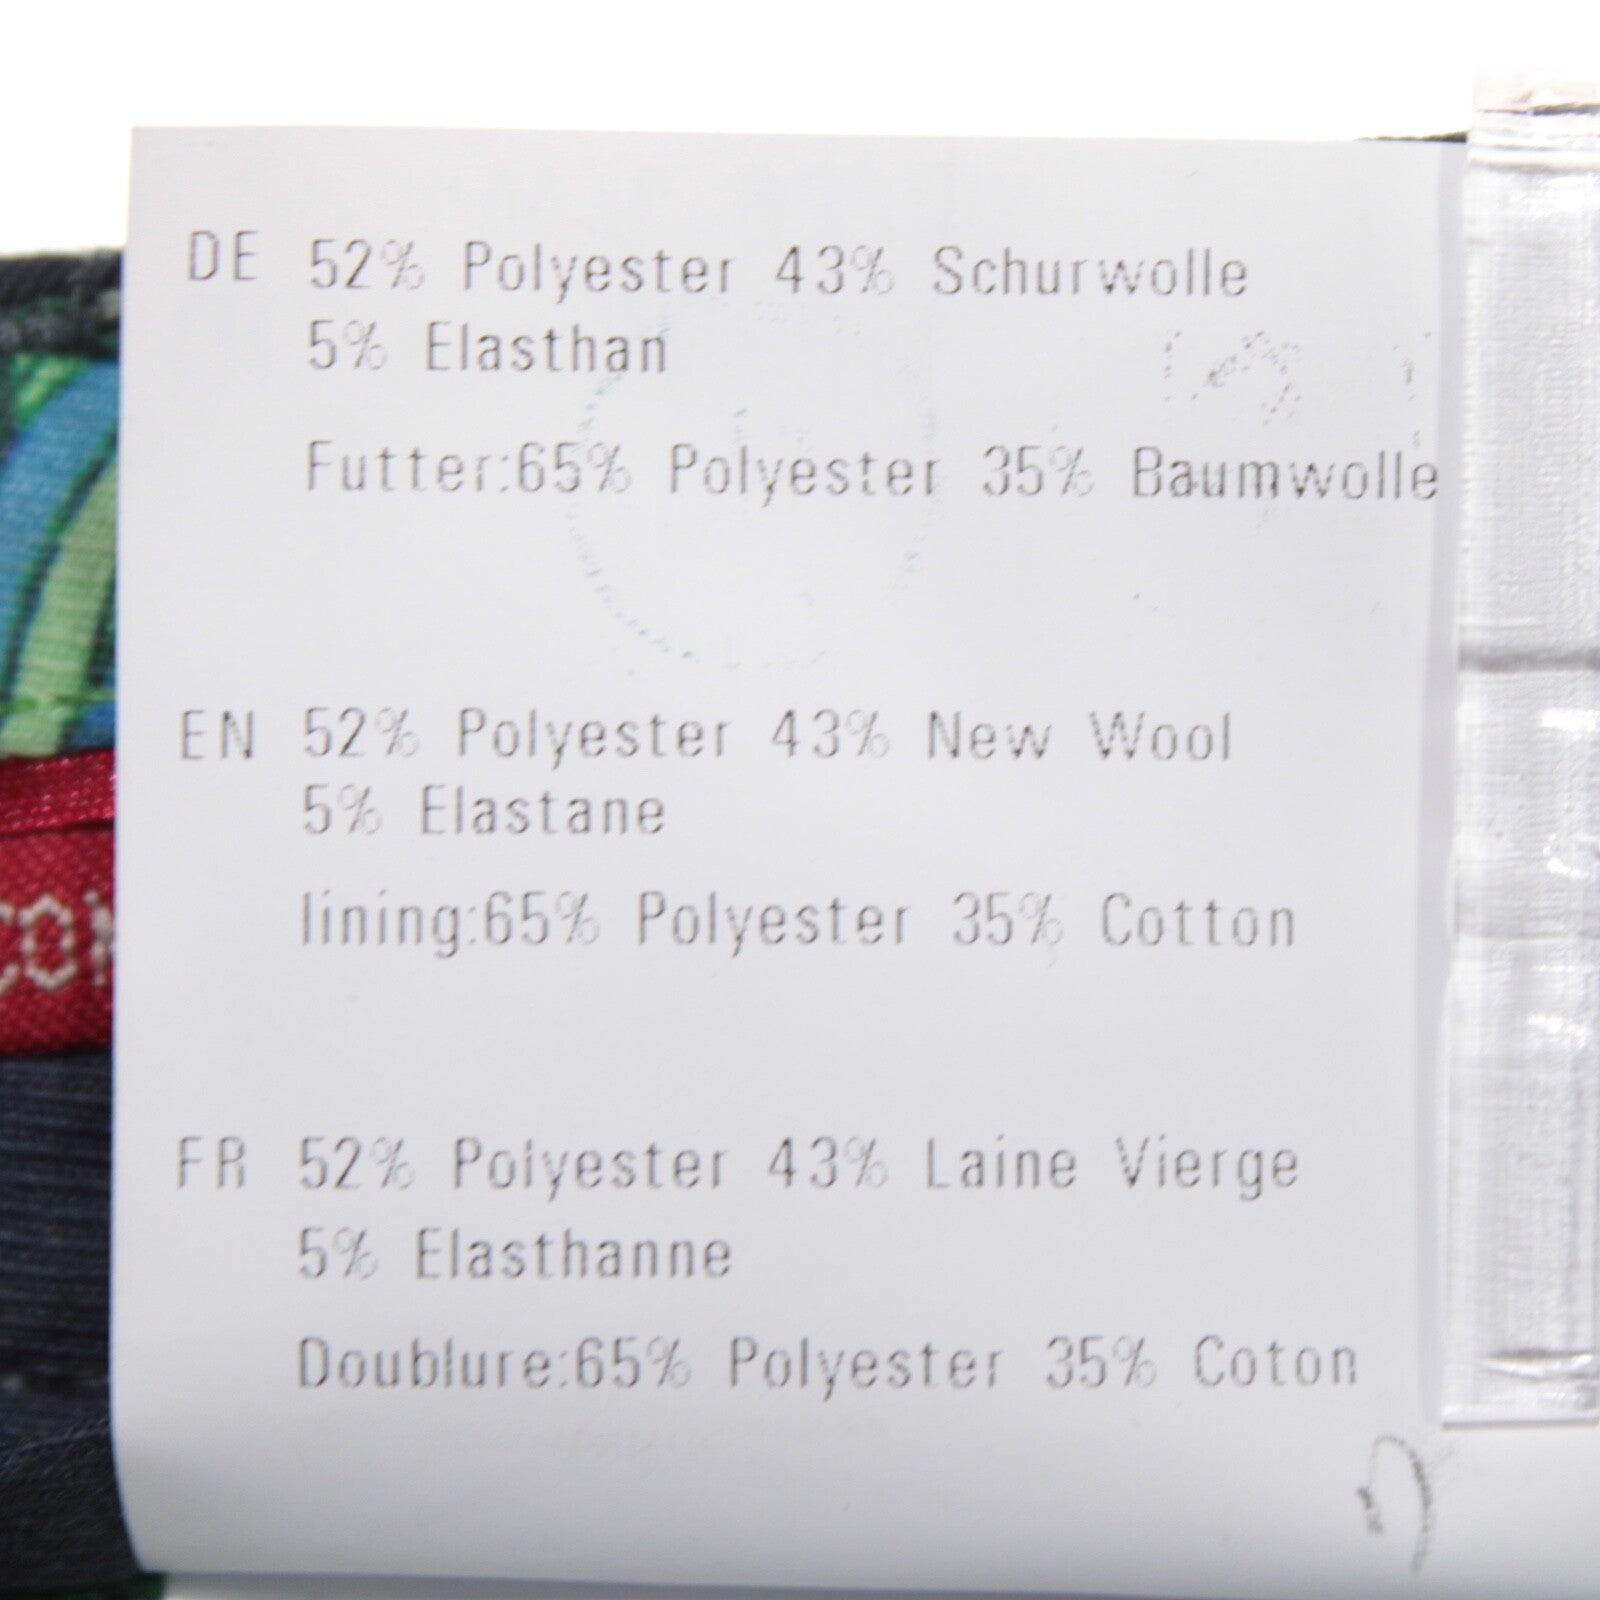 DE 52% Polyester 43% Schurwolle
5% Elasthan
Futter:65% Polyester 35% Baumwolle
EN 52% Polyester 43% New Wool
5% Elastane
lining:65% Polyester 35% Cotton
FR 52% Polyester 43% Laine Vierge
5% Elasthanne
Doublure:65% Polyester 35% Coton